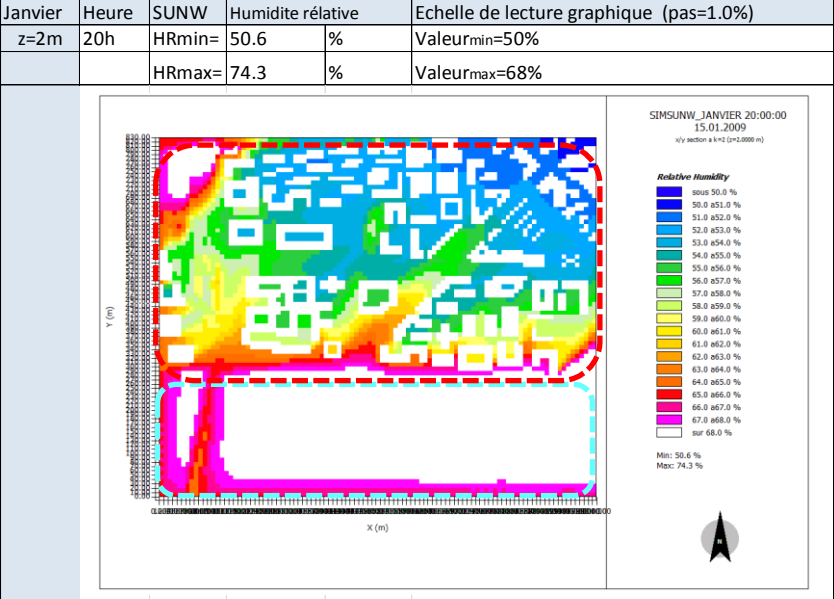 Janvier Heure SUNW Humidite rélative Echelle de lecture graphique (pas=1.0%)
z=2m 20h HRmin= 50.6 % Valeurmin=50%
HRmax= 74.3 % Valeurmax=68%
SIMSUNW_JANVIER 20:00:00
15.01.2009
x/y section a k=2 (z=2.0000 m)
Relative Humidity
sous 50.0 %
50.0 a51.0 %
51.0 a52.0 %
52.0 a53.0 %
53.0 a54.0 %
54.0 a55.0 %
55.0 a56.0 %
56.0 a57.0 %
57.0 a58.0 %
58.0 a59.0 %
59.0 a60.0 %
60.0 a61.0 %
61.0 a62.0 %
62.0 a63.0 %
63.0 a64.0 %
64.0 a65.0 %
65.0 a66.0 %
66.0 a67.0 %
67.0 a68.0 %
sur 68.0 %
Min: 50.6 %
Max: 74.3 %
Y (m)
X (m)
N